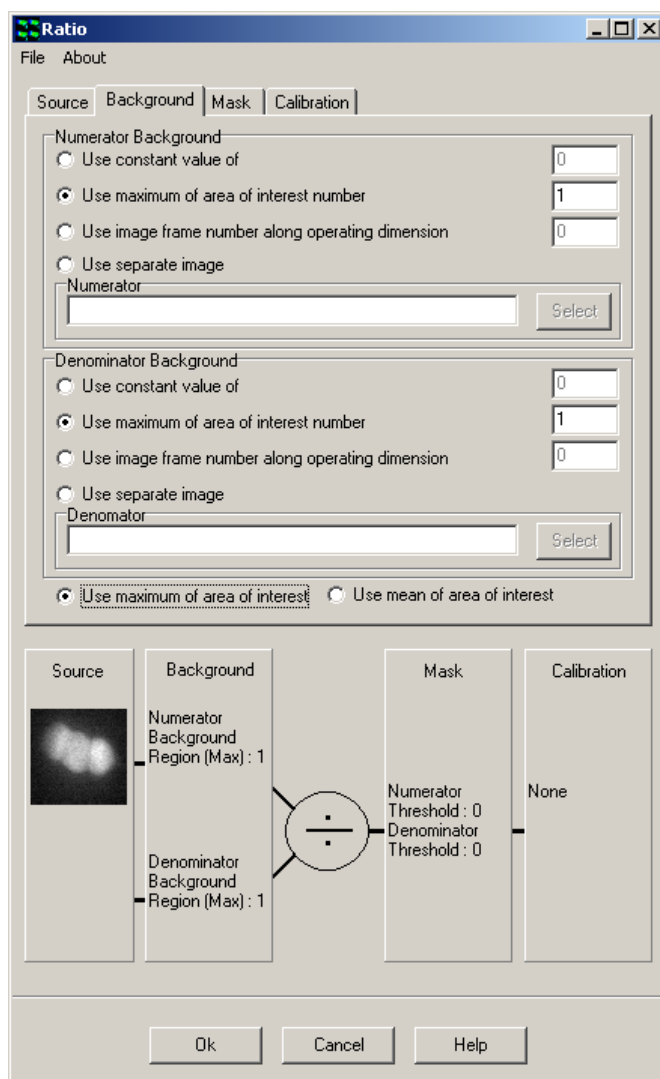 Ratio
File About
Source Background Mask Calibration
Numerator Background
Use constant value of 0
Use maximum of area of interest number 1
Use image frame number along operating dimension 0
Use separate image
Numerator
Select
Denominator Background
Use constant value of 0
Use maximum of area of interest number 1
Use image frame number along operating dimension 0
Use separate image
Denomator
Select
Use maximum of area of interest Use mean of area of interest
Source Background Mask Calibration
Numerator
Background
Region (Max) : 1
Numerator
Threshold : 0
Denominator
Threshold : 0
None
Denominator
Background
Region (Max) : 1
Ok Cancel Help